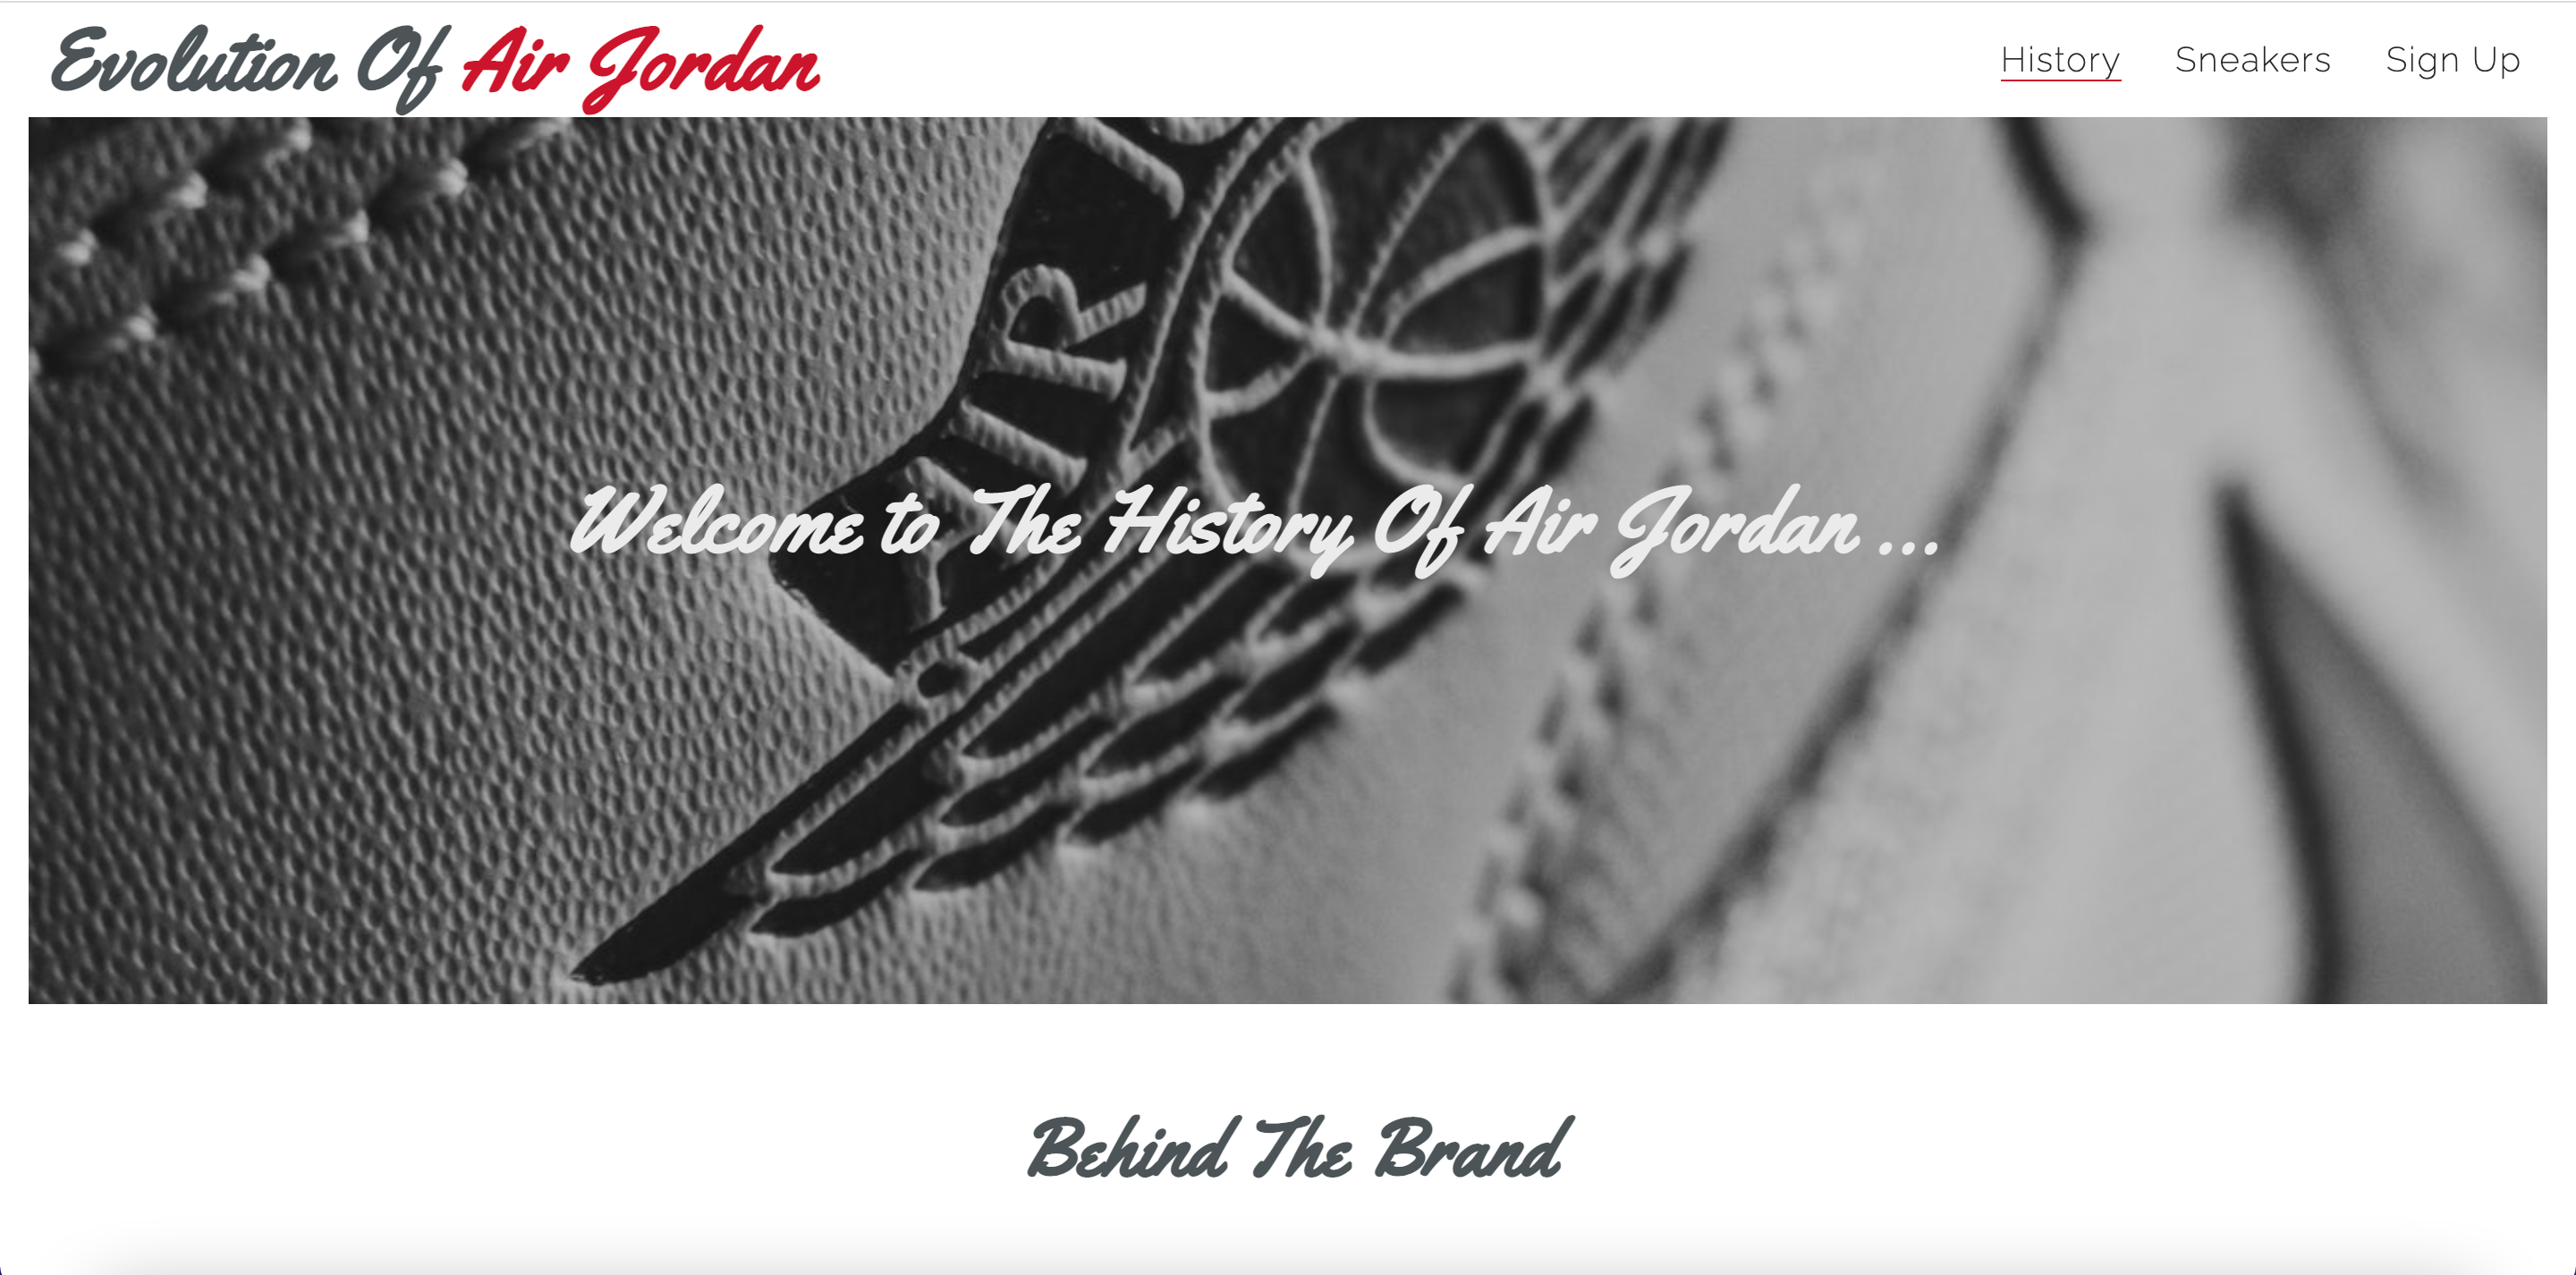 Evolution Of Air Jordan
History Sneakers Sign Up
AIR JO
Welcome to The History Of Air Jordan ...
Behind The Brand